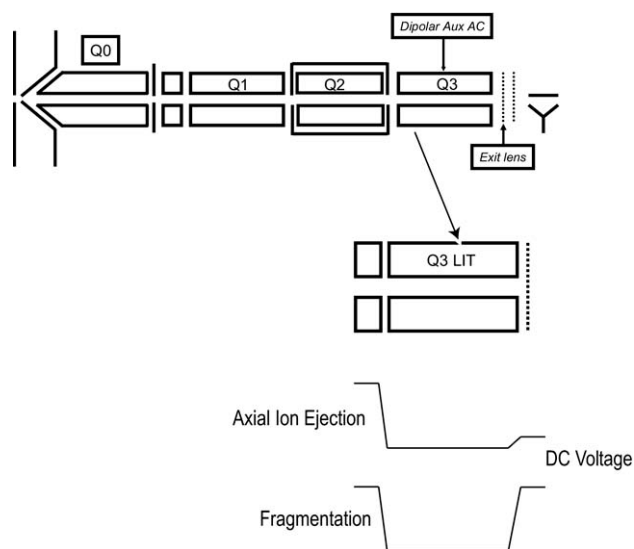 Dipolar Aux AC
Q0
Q1
Q2
Q3
Exit lens
Q3 LIT
Axial Ion Ejection
DC Voltage
Fragmentation